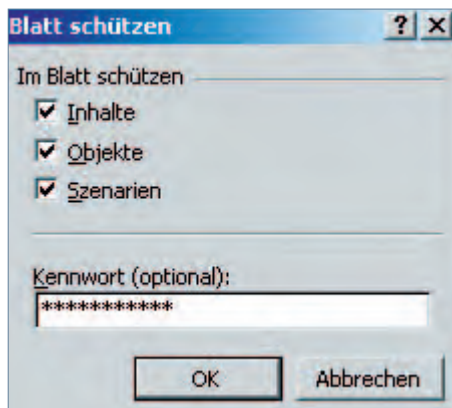 Blatt schützen
Im Blatt schützen
Inhalte
Objekte
Szenarien
Kennwort (optional):
***********
OK Abbrechen